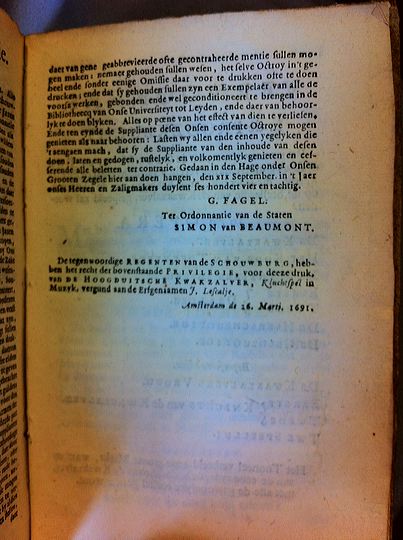 daer van gene geabbrevieerde ofte gecontraheerde mentie sullen mo-
gen maken: nemaer gehouden sullen wesen, het selve Octroy in 't ge-
heel ende sonder eenige Omissie daar voor te drukken ofte te doen
drucken; ende dat sy gehouden sullen zyn een Exemplaer van alle de
voorsz werken, gebonden ende wel geconditioneert te brengen in de
Bibliotheecq van Onse Universiteyt tot Leyden, ende daer van behoor-
lyk te doen blyken. Alles op pœne van het effect van dien te verliesen.
Ende ten eynde de Suppliante desen Onsen consente Octroye mogen
genieten als naar behooren: Lasten wy allen ende eenen yegelyken die
't aengaen mach, dat sy de Suppliante van den inhoude van desen
doen, laten en gedogen, rustelyk, en volkomentlyk genieten en ces-
serende alle beletten ter contrarie. Gedaan in den Hage onder Onsen
Grooten Zegele hier aan doen hangen, den XIX September. in 't Jaer
onses Heeren en Zaligmakers duysent ses hondert vier en tachtig.
G. FAGEL.
Ter Ordonnantie van de Staten
SIMON van BEAUMONT.
De tegenwoordige REGENTEN van de SCHOUWBURG, heb-
ben het recht der bovenstaande PRIVILEGIE, voor deeze druk,
van DE HOOGDUITSCHE KWAKZALVER, Kluchtspel in
Muzyk, vergund aan de Erfgenamen J. Lescailje.
Amsterdam de 26. Marti, 1691.